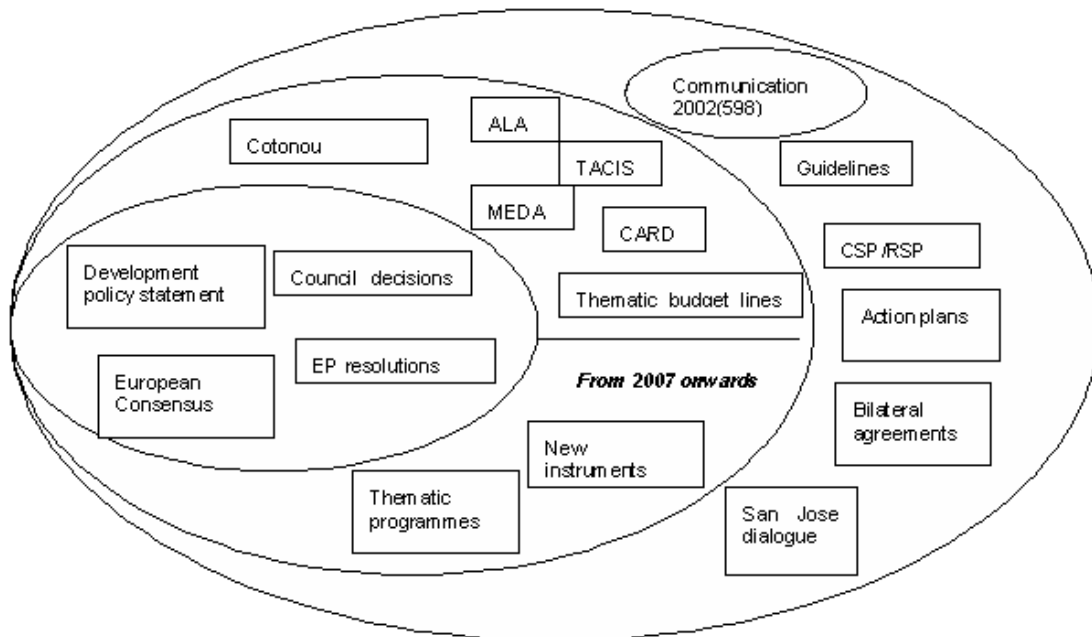 Communication
2002(598)
ALA
Cotonou
TACIS
Guidelines
MEDA
CARD
CSP/RSP
Development
policy statement
Council decisions
Thematic budget lines
Action plans
EP resolutions
European
Consensus
From 2007 onwards
Bilateral
agreements
New
instruments
Thematic
programmes
San Jose
dialogue